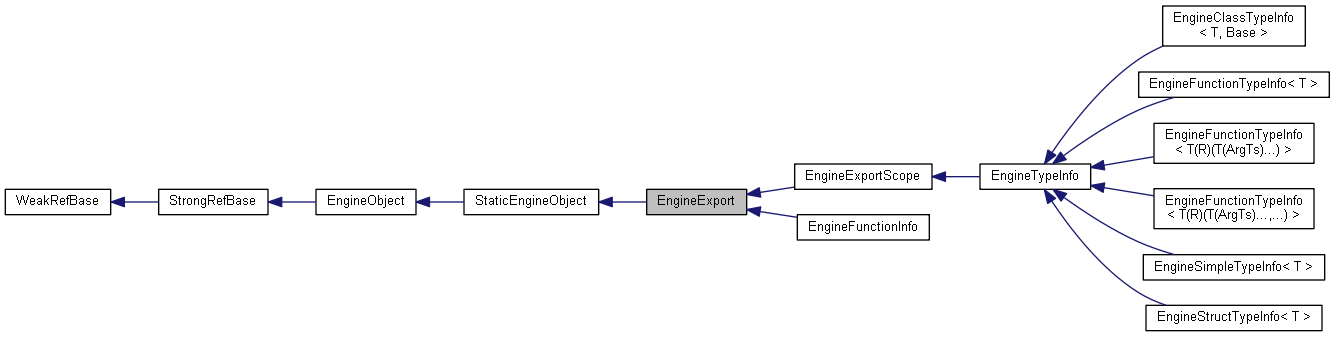 EngineClassTypeInfo
< T, Base >
EngineFunctionTypeInfo< T >
EngineFunctionTypeInfo
< T(R)(T(ArgTs)...) >
EngineExportScope
EngineTypeInfo
WeakRefBase
StrongRefBase
EngineObject
StaticEngineObject
EngineExport
EngineFunctionTypeInfo
< T(R)(T(ArgTs)...,...) >
EngineFunctionInfo
EngineSimpleTypeInfo< T >
EngineStructTypeInfo< T >